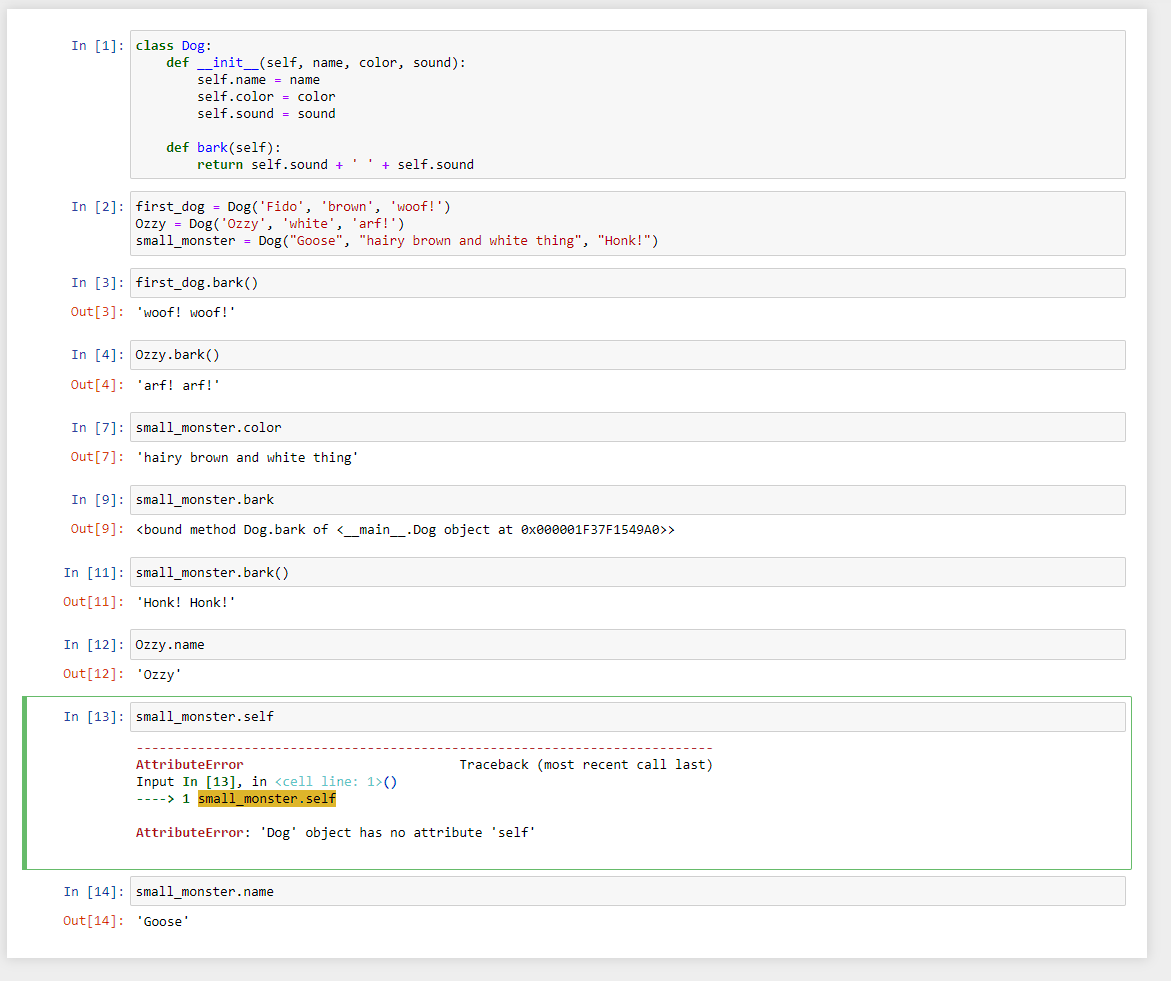 In [1]: class Dog:
    def __init__(self, name, color, sound):
        self.name = name
        self.color = color
        self.sound = sound

    def bark(self):
        return self.sound + ' ' + self.sound
In [2]: first_dog = Dog('Fido', 'brown', 'woof!')
Ozzy = Dog('Ozzy', 'white', 'arf!')
small_monster = Dog("Goose", "hairy brown and white thing", "Honk!")
In [3]: first_dog.bark()
Out[3]: 'woof! woof!'
In [4]: Ozzy.bark()
Out[4]: 'arf! arf!'
In [7]: small_monster.color
Out[7]: 'hairy brown and white thing'
In [9]: small_monster.bark
Out[9]: <bound method Dog.bark of <__main__.Dog object at 0x000001F37F1549A0>>
In [11]: small_monster.bark()
Out[11]: 'Honk! Honk!'
In [12]: Ozzy.name
Out[12]: 'Ozzy'
In [13]: small_monster.self
---------------------------------------------------------------------------
AttributeError                            Traceback (most recent call last)
Input In [13], in <cell line: 1>()
----> 1 small_monster.self

AttributeError: 'Dog' object has no attribute 'self'
In [14]: small_monster.name
Out[14]: 'Goose'